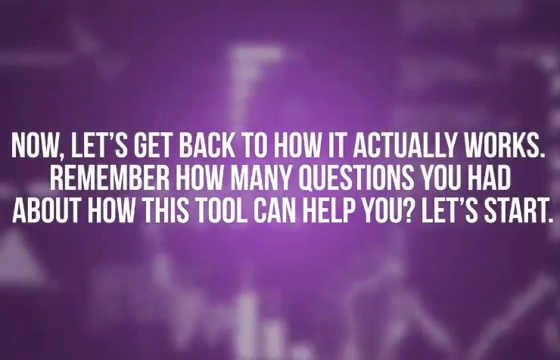 NOW, LET'S GET BACK TO HOW IT ACTUALLY WORKS.
REMEMBER HOW MANY QUESTIONS YOU HAD
ABOUT HOW THIS TOOL CAN HELP YOU? LET'S START.